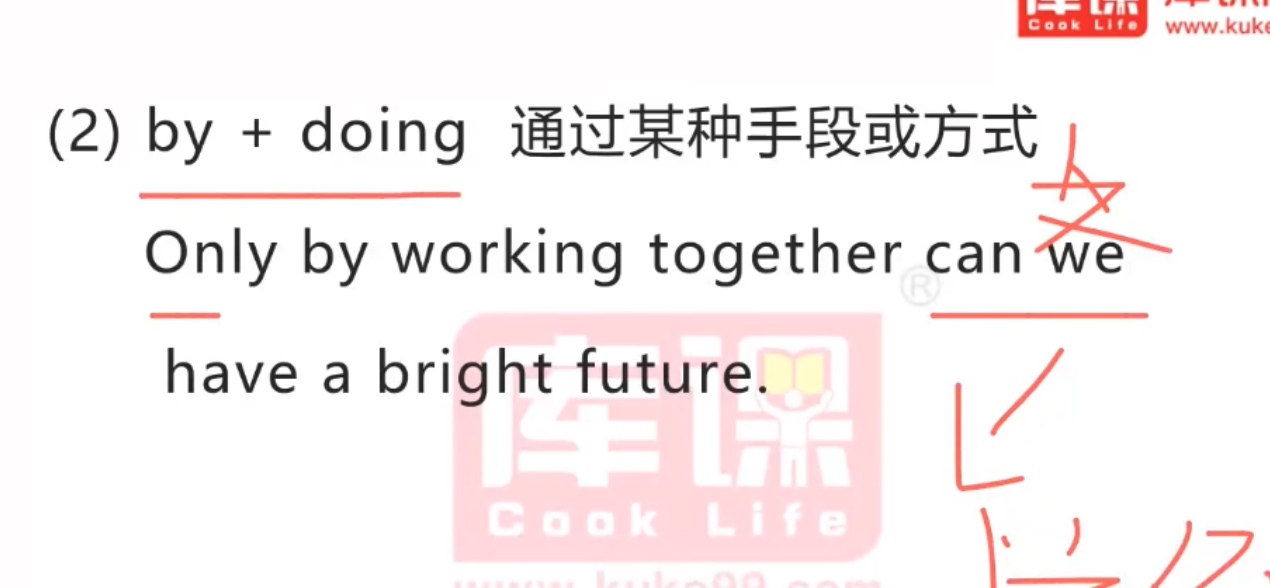 Cook Life
www.kuke
(2) by + doing 通过某种手段或方式
Only by working together can we
®
have a bright future.
库课
Cook Life
www.kuke99.com